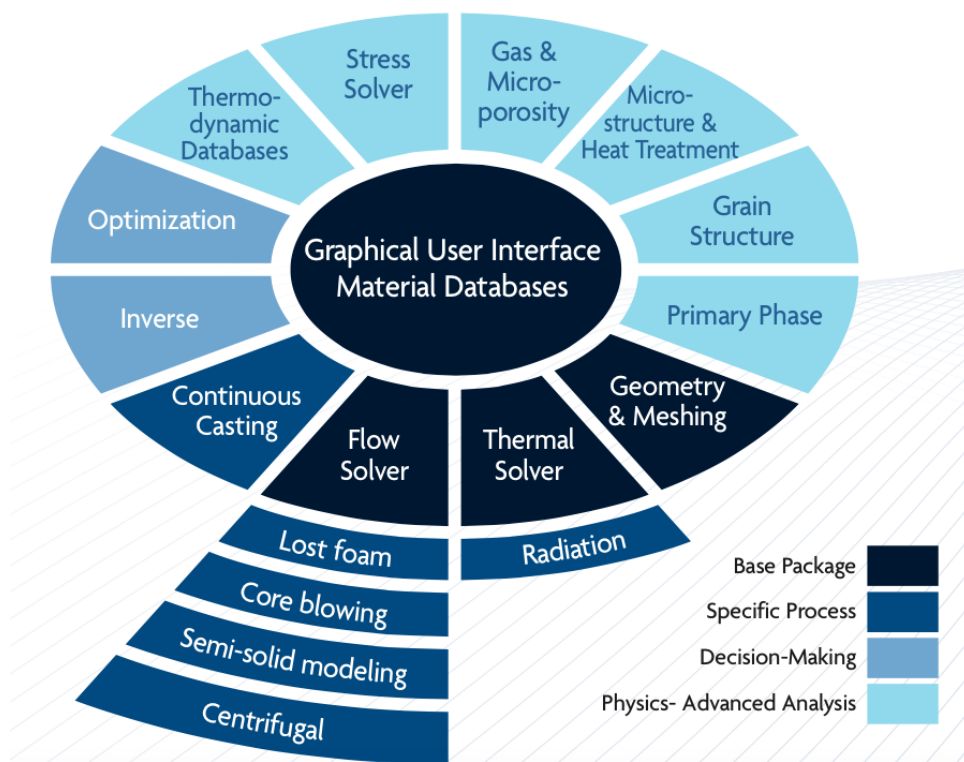 Stress
Solver
Gas &
Micro-
porosity
Thermo-
dynamic
Databases
Micro-
structure &
Heat Treatment
Optimization
Grain
Structure
Graphical User Interface
Material Databases
Inverse
Primary Phase
Continuous
Casting
Flow
Solver
Thermal
Solver
Geometry
& Meshing
Lost foam
Radiation
Core blowing
Semi-solid modeling
Centrifugal
Base Package
Specific Process
Decision-Making
Physics- Advanced Analysis